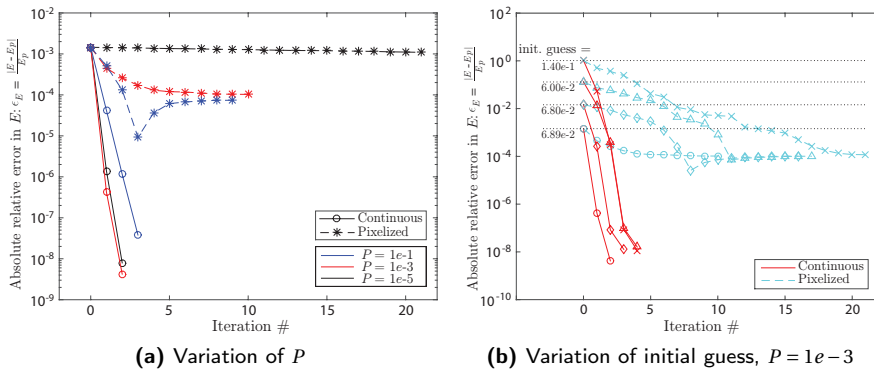 Absolute relative error in E: ϵ_E = |E - E_p| / E_p
10^-2
10^-3
10^-4
10^-5
10^-6
10^-7
10^-8
10^-9
0 5 10 15 20
Iteration #
Continuous
Pixelized
P = 1e-1
P = 1e-3
P = 1e-5
(a) Variation of P
Absolute relative error in E: ϵ_E = |E - E_p| / E_p
10^2
10^0
10^-2
10^-4
10^-6
10^-8
10^-10
init. guess =
1.40e-1
6.00e-2
6.80e-2
6.89e-2
0 5 10 15 20
Iteration #
Continuous
Pixelized
(b) Variation of initial guess, P = 1e − 3